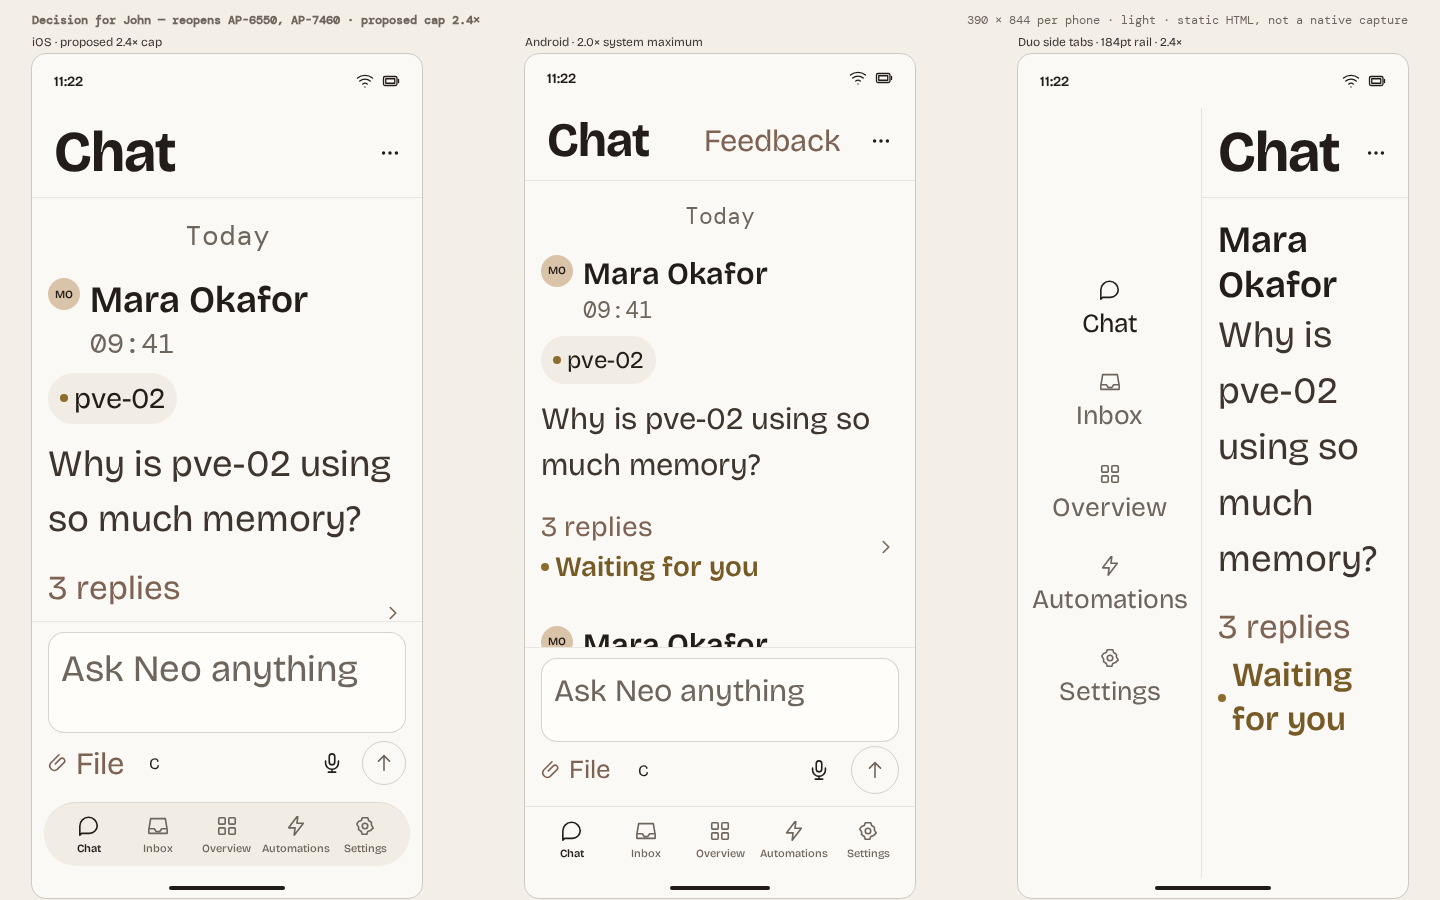 Decision for John — reopens AP-6550, AP-7460 · proposed cap 2.4×
390 × 844 per phone · light · static HTML, not a native capture
iOS · proposed 2.4× cap
11:22
Chat
Today
MO
Mara Okafor
09:41
pve-02
Why is pve-02 using
so much memory?
3 replies
Ask Neo anything
File
C
Chat
Inbox
Overview
Automations
Settings
Android · 2.0× system maximum
11:22
Chat
Feedback
Today
MO
Mara Okafor
09:41
pve-02
Why is pve-02 using so
much memory?
3 replies
Waiting for you
MO
Mara Okafor
Ask Neo anything
File
C
Chat
Inbox
Overview
Automations
Settings
Duo side tabs · 184pt rail · 2.4×
11:22
Chat
Inbox
Overview
Automations
Settings
Chat
Mara
Okafor
Why is
pve-02
using so
much
memory?
3 replies
Waiting
for you